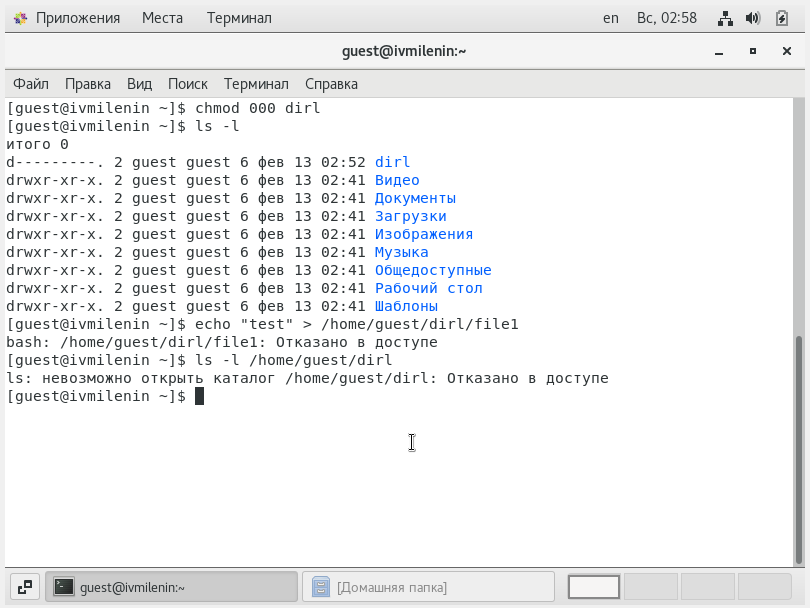 Приложения Места Терминал en Вс, 02:58
guest@ivmilenin:~
Файл Правка Вид Поиск Терминал Справка
[guest@ivmilenin ~]$ chmod 000 dirl
[guest@ivmilenin ~]$ ls -l
итого 0
d---------. 2 guest guest 6 фев 13 02:52 dirl
drwxr-xr-x. 2 guest guest 6 фев 13 02:41 Видео
drwxr-xr-x. 2 guest guest 6 фев 13 02:41 Документы
drwxr-xr-x. 2 guest guest 6 фев 13 02:41 Загрузки
drwxr-xr-x. 2 guest guest 6 фев 13 02:41 Изображения
drwxr-xr-x. 2 guest guest 6 фев 13 02:41 Музыка
drwxr-xr-x. 2 guest guest 6 фев 13 02:41 Общедоступные
drwxr-xr-x. 2 guest guest 6 фев 13 02:41 Рабочий стол
drwxr-xr-x. 2 guest guest 6 фев 13 02:41 Шаблоны
[guest@ivmilenin ~]$ echo "test" > /home/guest/dirl/file1
bash: /home/guest/dirl/file1: Отказано в доступе
[guest@ivmilenin ~]$ ls -l /home/guest/dirl
ls: невозможно открыть каталог /home/guest/dirl: Отказано в доступе
[guest@ivmilenin ~]$
guest@ivmilenin:~ [Домашняя папка]